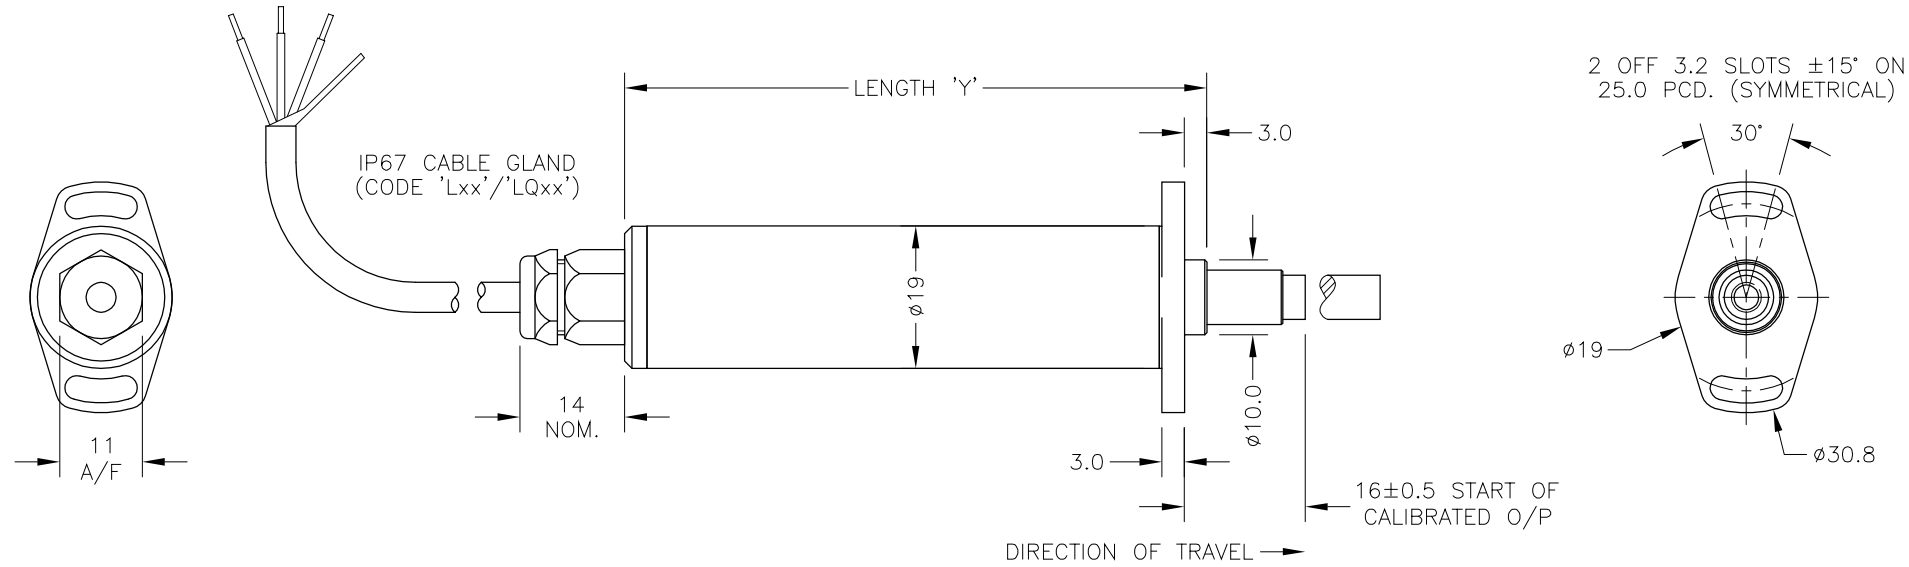 LENGTH 'Y'
2 OFF 3.2 SLOTS ±15° ON
25.0 PCD. (SYMMETRICAL)
3.0
30°
IP67 CABLE GLAND
(CODE 'Lxx'/'LQxx')
ø19
ø19
14
NOM.
ø10.0
11
A/F
3.0
ø30.8
16±0.5 START OF
CALIBRATED O/P
DIRECTION OF TRAVEL